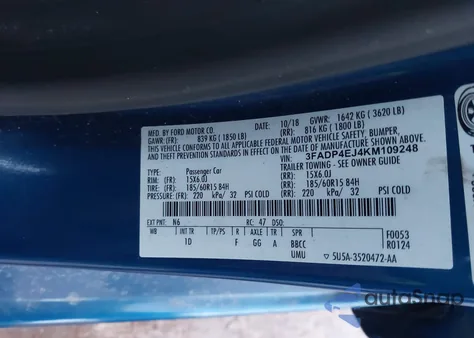 MFD. BY FORD MOTOR CO.
10/18 GVWR: 1642 KG ( 3620 LB)
GAWR: (FR): 839 KG ( 1850 LB) (RR): 816 KG ( 1800 LB)
THIS VEHICLE CONFORMS TO ALL APPLICABLE FEDERAL MOTOR VEHICLE SAFETY, BUMPER,
AND THEFT PREVENTION STANDARDS IN EFFECT ON THE DATE OF MANUFACTURE SHOWN ABOVE.
VIN: 3FADP4EJ4KM109248
TYPE: Passenger Car TRAILER TOWING - SEE OWNER GUIDE
RIM: (FR): 15X6.0J (RR): 15X6.0J
TIRE: (FR): 185/60R15 84H (RR): 185/60R15 84H
PRESSURE: (FR): 220 kPa/ 32 PSI COLD (RR): 220 kPa/ 32 PSI COLD
EXT PNT: N6 RC: 47 DSO:
WB INT TR TP/PS R AXLE TR SPR F0053
1D F GG A BBCC R0124
UMU ▽ 5U5A-3520472-AA
autoSnap